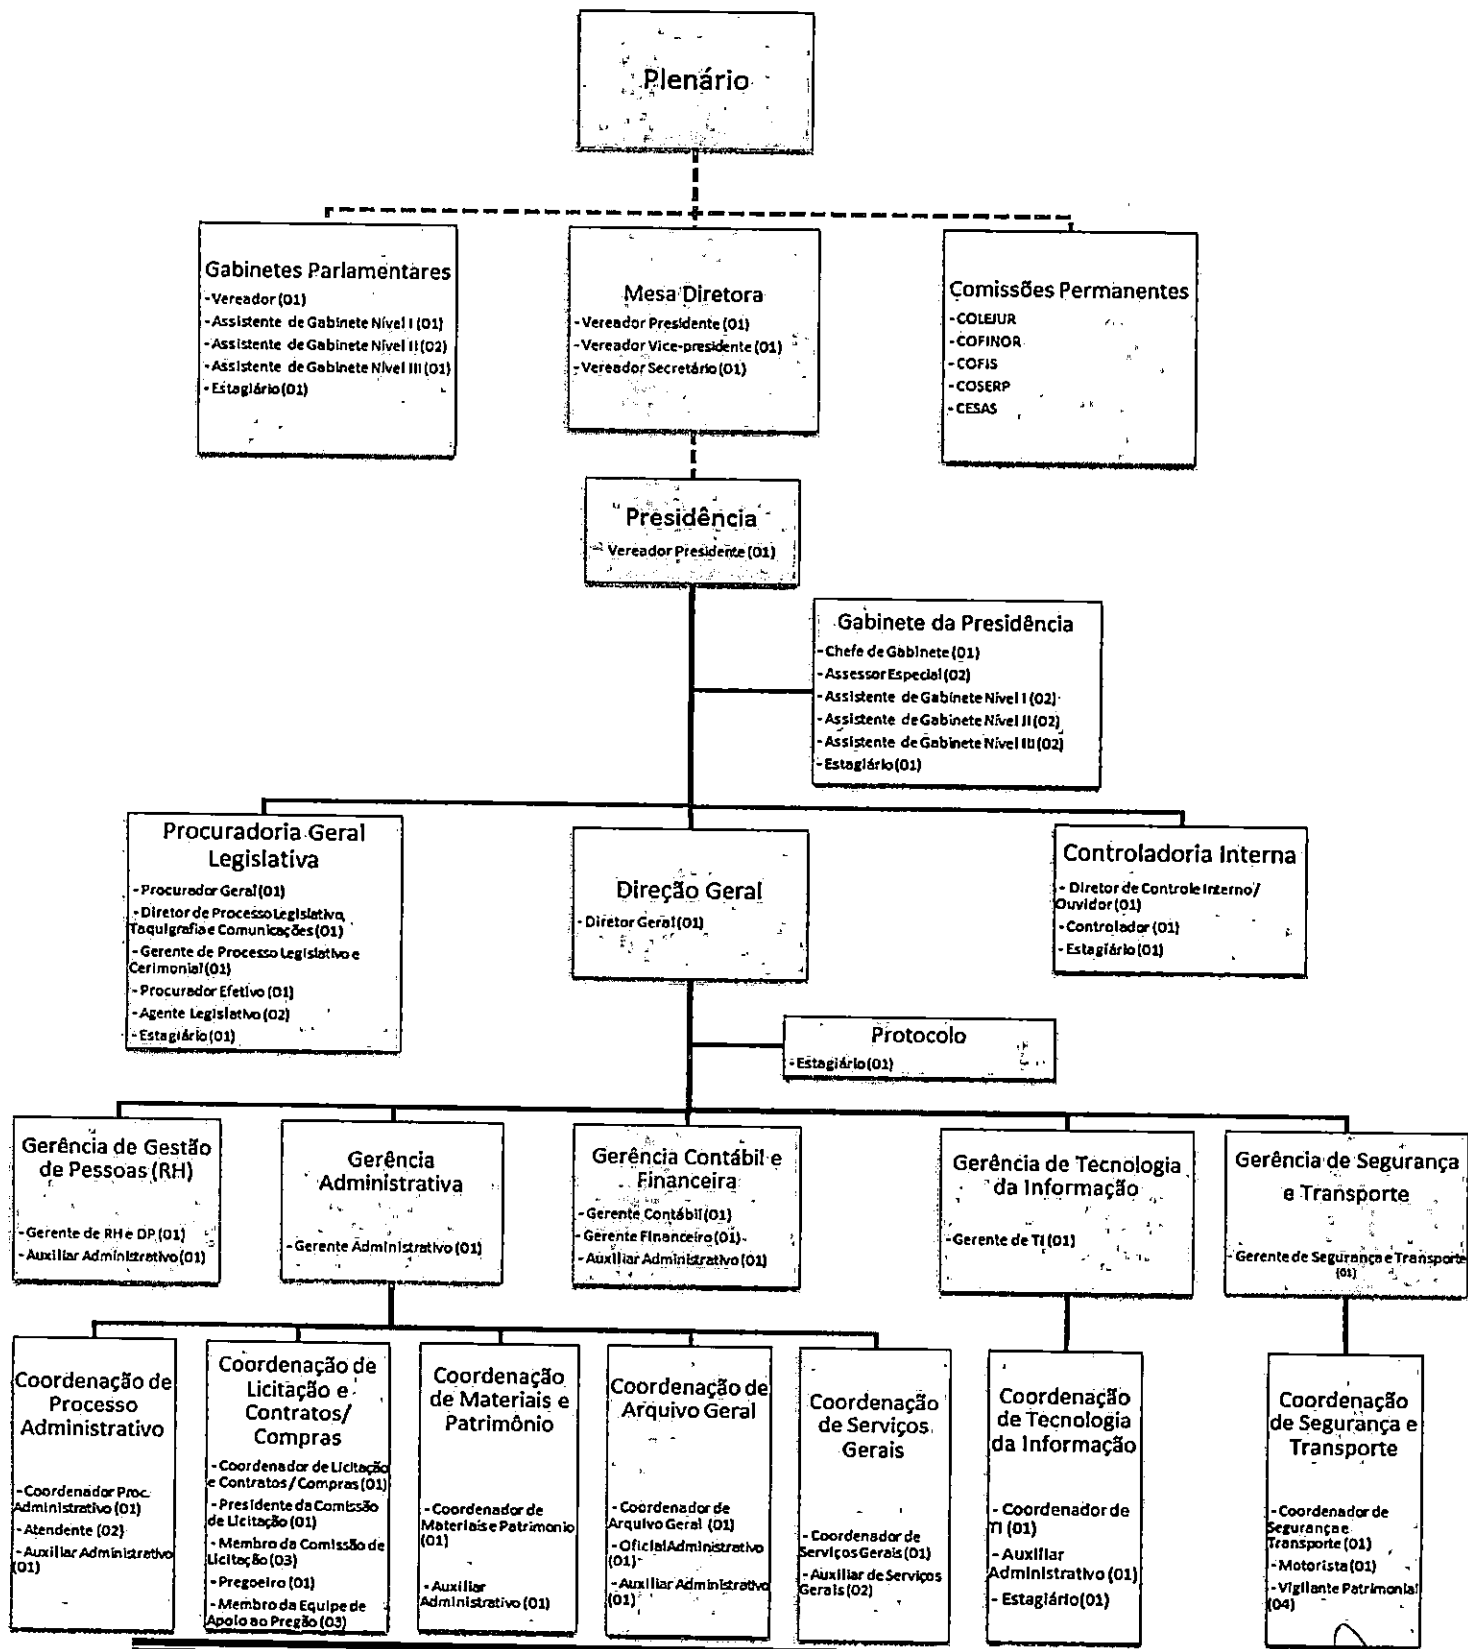 Plenário
Gabinetes Parlamentares
- Vereador (01)
- Assistente de Gabinete Nível I (01)
- Assistente de Gabinete Nível II (02)
- Assistente de Gabinete Nível III (01)
- Estagiário (01)
Mesa Diretora
- Vereador Presidente (01)
- Vereador Vice-presidente (01)
- Vereador Secretário (01)
Comissões Permanentes
- COLEJUR
- COFINOR
- COFIS
- COSERP
- CESAS
Presidência
- Vereador Presidente (01)
Gabinete da Presidência
- Chefe de Gabinete (01)
- Assessor Especial (02)
- Assistente de Gabinete Nível I (02)
- Assistente de Gabinete Nível II (02)
- Assistente de Gabinete Nível III (02)
- Estagiário (01)
Procuradoria Geral
Legislativa
- Procurador Geral (01)
- Diretor de Processo Legislativo,
Taquigrafia e Comunicações (01)
- Gerente de Processo Legislativo e
Cerimonial (01)
- Procurador Efetivo (01)
- Agente Legislativo (02)
- Estagiário (01)
Direção Geral
- Diretor Geral (01)
Controladoria Interna
- Diretor de Controle Interno/
Ouvidor (01)
- Controlador (01)
- Estagiário (01)
Protocolo
- Estagiário (01)
Gerência de Gestão
de Pessoas (RH)
- Gerente de RH e DP (01)
- Auxiliar Administrativo (01)
Gerência
Administrativa
- Gerente Administrativo (01)
Gerência Contábil e
Financeira
- Gerente Contábil (01)
- Gerente Financeiro (01)
- Auxiliar Administrativo (01)
Gerência de Tecnologia
da Informação
- Gerente de TI (01)
Gerência de Segurança
e Transporte
- Gerente de Segurança e Transporte
(01)
Coordenação de
Processo
Administrativo
- Coordenador Proc.
Administrativo (01)
- Atendente (02)
- Auxiliar Administrativo
(01)
Coordenação de
Licitação e
Contratos/
Compras
- Coordenador de Licitação
e Contratos / Compras (01)
- Presidente da Comissão
de Licitação (01)
- Membro da Comissão de
Licitação (03)
- Pregoeiro (01)
- Membro da Equipe de
Apoio ao Pregão (03)
Coordenação
de Materiais e
Patrimônio
- Coordenador de
Materiais e Patrimonio
(01)
- Auxiliar
Administrativo (01)
Coordenação de
Arquivo Geral
- Coordenador de
Arquivo Geral (01)
- Oficial Administrativo
(01)
- Auxiliar Administrativo
(01)
Coordenação
de Serviços
Gerais
- Coordenador de
Serviços Gerais (01)
- Auxiliar de Serviços
Gerais (02)
Coordenação
de Tecnologia
da Informação
- Coordenador de
TI (01)
- Auxiliar
Administrativo (01)
- Estagiário (01)
Coordenação
de Segurança e
Transporte
- Coordenador de
Segurança e
Transporte (01)
- Motorista (01)
- Vigilante Patrimonial
(04)